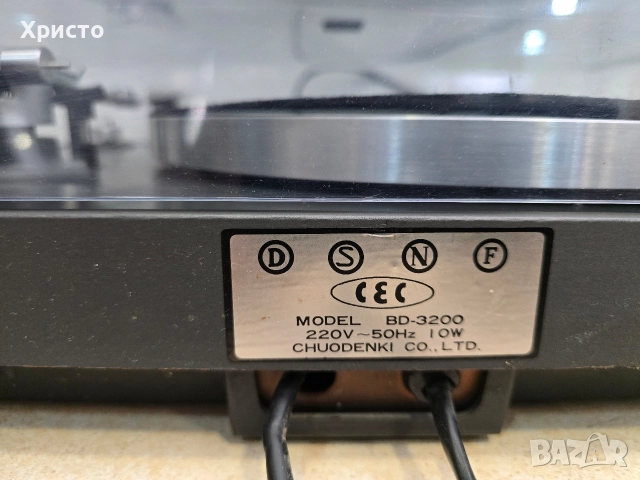 Христо
D S N F
CEC
MODEL BD-3200
220V~50Hz 10W
CHUODENKI CO., LTD.
BAZAR